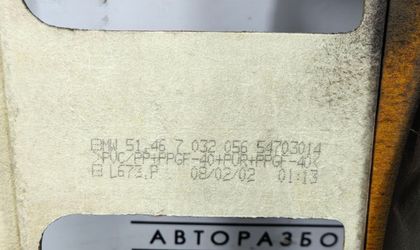 BMW 51.46 7 032 056 54703014
>PVC/PP+PPGF-40+PUR+PPGF-40<
L673.P 08/02/02 01:13
АВТОРАЗБО